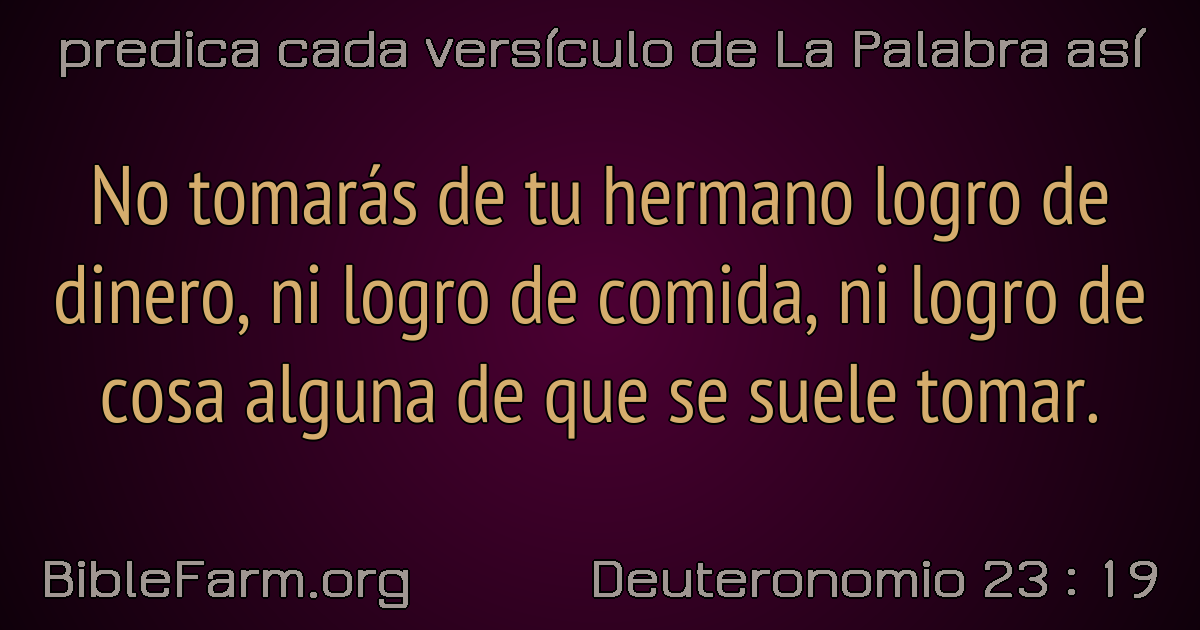 predica cada versículo de La Palabra así
No tomarás de tu hermano logro de
dinero, ni logro de comida, ni logro de
cosa alguna de que se suele tomar.
BibleFarm.org
Deuteronomio 23 : 19